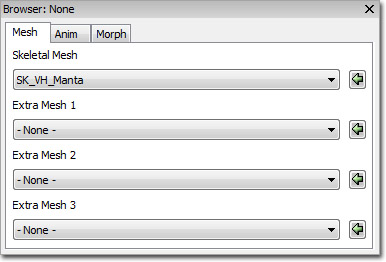 Browser: None
Mesh Anim Morph
Skeletal Mesh
SK_VH_Manta
Extra Mesh 1
- None -
Extra Mesh 2
- None -
Extra Mesh 3
- None -